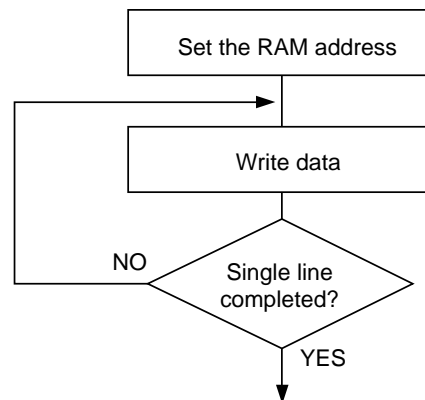 Set the RAM address
Write data
NO
Single line
completed?
YES